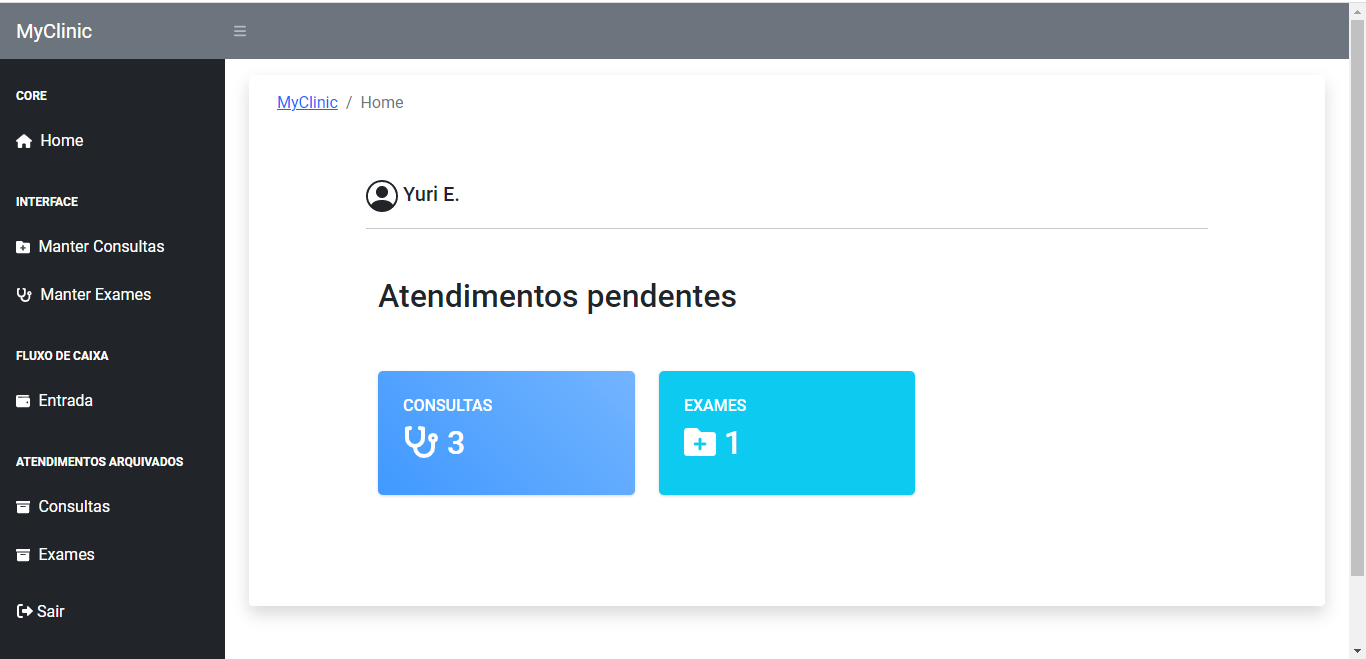 MyClinic
CORE
Home
INTERFACE
Manter Consultas
Manter Exames
FLUXO DE CAIXA
Entrada
ATENDIMENTOS ARQUIVADOS
Consultas
Exames
Sair
MyClinic / Home
Yuri E.
Atendimentos pendentes
CONSULTAS
3
EXAMES
1